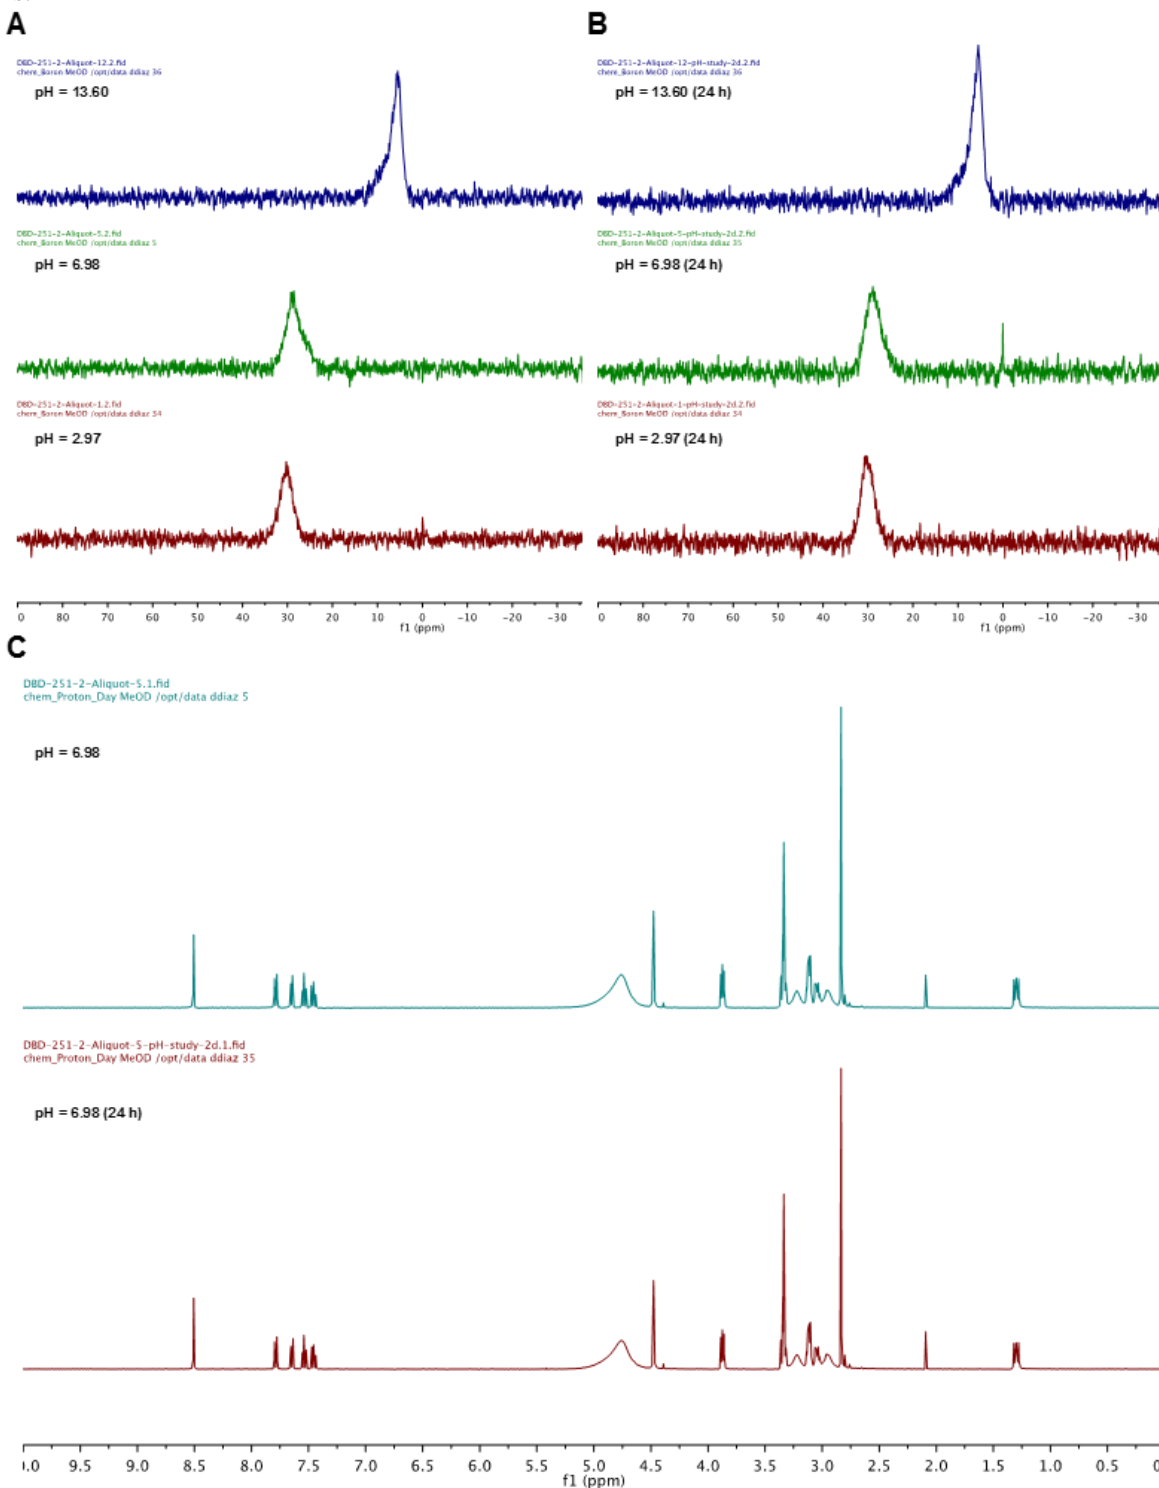 A
DBD-251-2-Aliquot-12.2.fid
chem_Boron MeOD /opt/data ddiaz 36
pH = 13.60
DBD-251-2-Aliquot-5.2.fid
chem_Boron MeOD /opt/data ddiaz 5
pH = 6.98
DBD-251-2-Aliquot-1.2.fid
chem_Boron MeOD /opt/data ddiaz 34
pH = 2.97
0 80 70 60 50 40 30 20 10 0 -10 -20 -30
f1 (ppm)
B
DBD-251-2-Aliquot-12-pH-study-2d.2.fid
chem_Boron MeOD /opt/data ddiaz 36
pH = 13.60 (24 h)
DBD-251-2-Aliquot-5-pH-study-2d.2.fid
chem_Boron MeOD /opt/data ddiaz 35
pH = 6.98 (24 h)
DBD-251-2-Aliquot-1-pH-study-2d.2.fid
chem_Boron MeOD /opt/data ddiaz 34
pH = 2.97 (24 h)
0 80 70 60 50 40 30 20 10 0 -10 -20 -30
f1 (ppm)
C
DBD-251-2-Aliquot-5.1.fid
chem_Proton_Day MeOD /opt/data ddiaz 5
pH = 6.98
DBD-251-2-Aliquot-5-pH-study-2d.1.fid
chem_Proton_Day MeOD /opt/data ddiaz 35
pH = 6.98 (24 h)
.0 9.5 9.0 8.5 8.0 7.5 7.0 6.5 6.0 5.5 5.0 4.5 4.0 3.5 3.0 2.5 2.0 1.5 1.0 0.5 0
f1 (ppm)